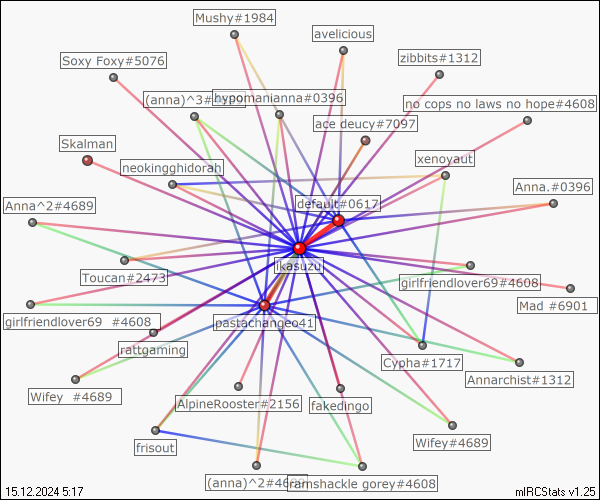 Mushy#1984
avelicious
Soxy Foxy#5076
zibbits#1312
(anna)^3#
hypomanianna#0396
no cops no laws no hope#4608
ace deucy#7097
Skalman
xenoyaut
neokingghidorah
Anna.#0396
default#0617
Anna^2#4689
ikasuzu
Toucan#2473
girlfriendlover69#4608
Mad #6901
girlfriendlover69 #4608
pastachangeo41
rattgaming
Cypha#1717
Annarchist#1312
Wifey #4689
AlpineRooster#2156
fakedingo
frisout
Wifey#4689
(anna)^2#4689
ramshackle gorey#4608
15.12.2024 5:17
mIRCStats v1.25